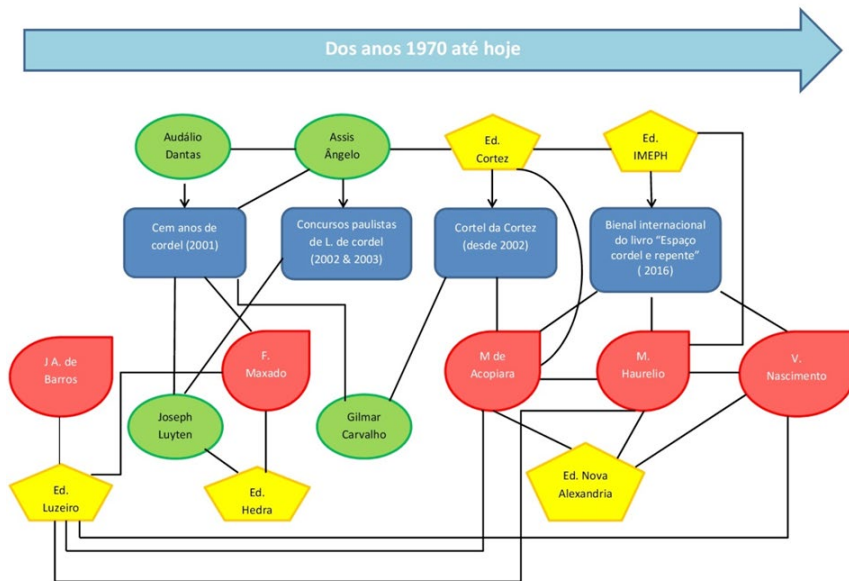 Dos anos 1970 até hoje
Audálio
Dantas
Assis
Ângelo
Ed.
Cortez
Ed.
IMEPH
Cem anos de
cordel (2001)
Concursos paulistas
de L. de cordel
(2002 & 2003)
Cortel da Cortez
(desde 2002)
Bienal internacional
do livro “Espaço
cordel e repente”
( 2016)
J A. de
Barros
F.
Maxado
M de
Acopiara
M.
Haurelio
V.
Nascimento
Joseph
Luyten
Gilmar
Carvalho
Ed.
Luzeiro
Ed.
Hedra
Ed. Nova
Alexandria